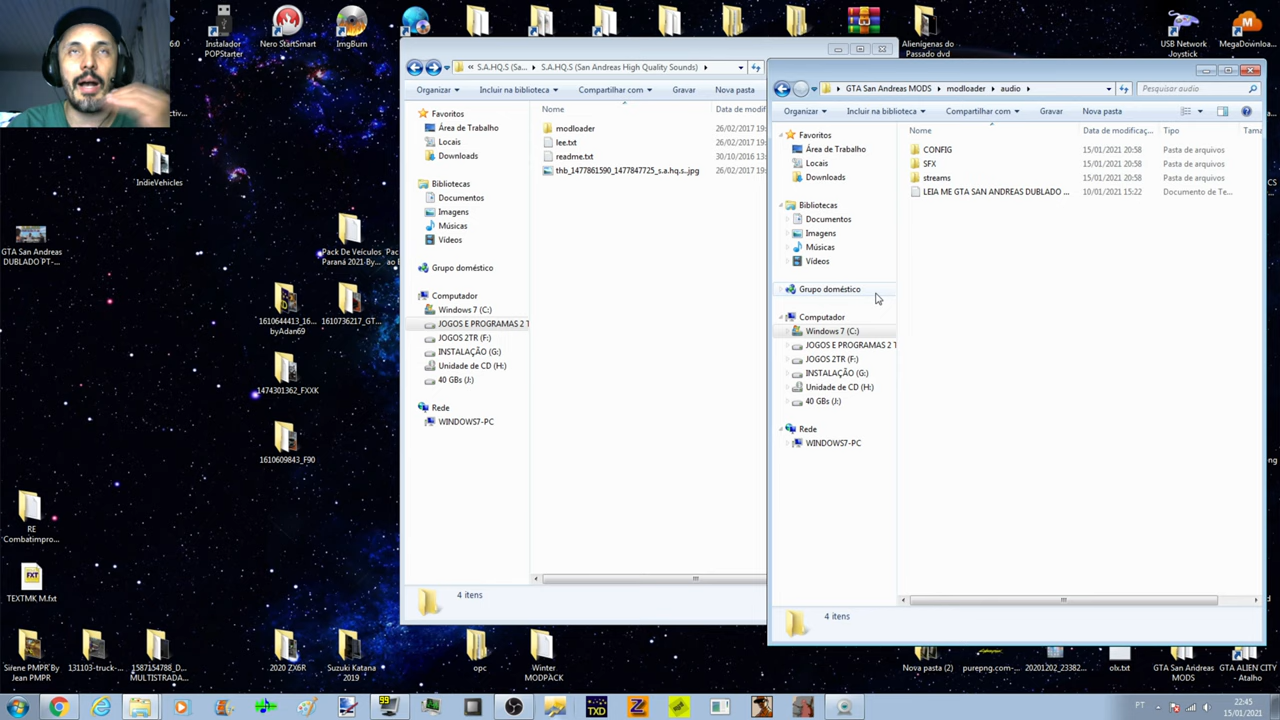 Instalador
POPStarter
Nero StartSmart
ImgBurn
Alienígenas do
Passado dvd
USB Network
Joystick
MegaDownloa...
IndieVehicles
GTA San Andreas
DUBLADO PT-...
Pack De Veículos
Paraná 2021-By...
1610644413_16...
byAdan69
1610736217_GT...
1474301362_FXXK
1610609843_F90
RE
Combatimpro...
TEXTMK M.fxt
Sirene PMPR By
Jean PMPR
131103-truck-...
1587154788_D...
MULTISTRADA...
2020 ZX6R
Suzuki Katana
2019
opc
Winter
MODPACK
Nova pasta (2)
purepng.com-...
20201202_23382...
olx.txt
GTA San Andreas
MODS
GTA ALIEN CITY
- Atalho
« S.A.HQ.S (Sa... ▸ S.A.HQ.S (San Andreas High Quality Sounds) ▸
Organizar Incluir na biblioteca Compartilhar com Gravar Nova pasta
Favoritos
Área de Trabalho
Locais
Downloads
Bibliotecas
Documentos
Imagens
Músicas
Vídeos
Grupo doméstico
Computador
Windows 7 (C:)
JOGOS E PROGRAMAS 2 T
JOGOS 2TR (F:)
INSTALAÇÃO (G:)
Unidade de CD (H:)
40 GBs (J:)
Rede
WINDOWS7-PC
Nome Data de modif
modloader 26/02/2017 19:
lee.txt 26/02/2017 19:
readme.txt 30/10/2016
thb_1477861590_1477847725_s.a.hq.s..jpg 26/02/2017 19:
4 itens
▸ GTA San Andreas MODS ▸ modloader ▸ audio ▸
Pesquisar audio
Organizar Incluir na biblioteca Compartilhar com Gravar Nova pasta
Favoritos
Área de Trabalho
Locais
Downloads
Bibliotecas
Documentos
Imagens
Músicas
Vídeos
Grupo doméstico
Computador
Windows 7 (C:)
JOGOS E PROGRAMAS 2 T
JOGOS 2TR (F:)
INSTALAÇÃO (G:)
Unidade de CD (H:)
40 GBs (J:)
Rede
WINDOWS7-PC
Nome Data de modificaç... Tipo Tama
CONFIG 15/01/2021 20:58 Pasta de arquivos
SFX 15/01/2021 20:58 Pasta de arquivos
streams 15/01/2021 20:58 Pasta de arquivos
LEIA ME GTA SAN ANDREAS DUBLADO ... 10/01/2021 15:22 Documento de Te...
4 itens
99
TXD
PT
22:45
15/01/2021